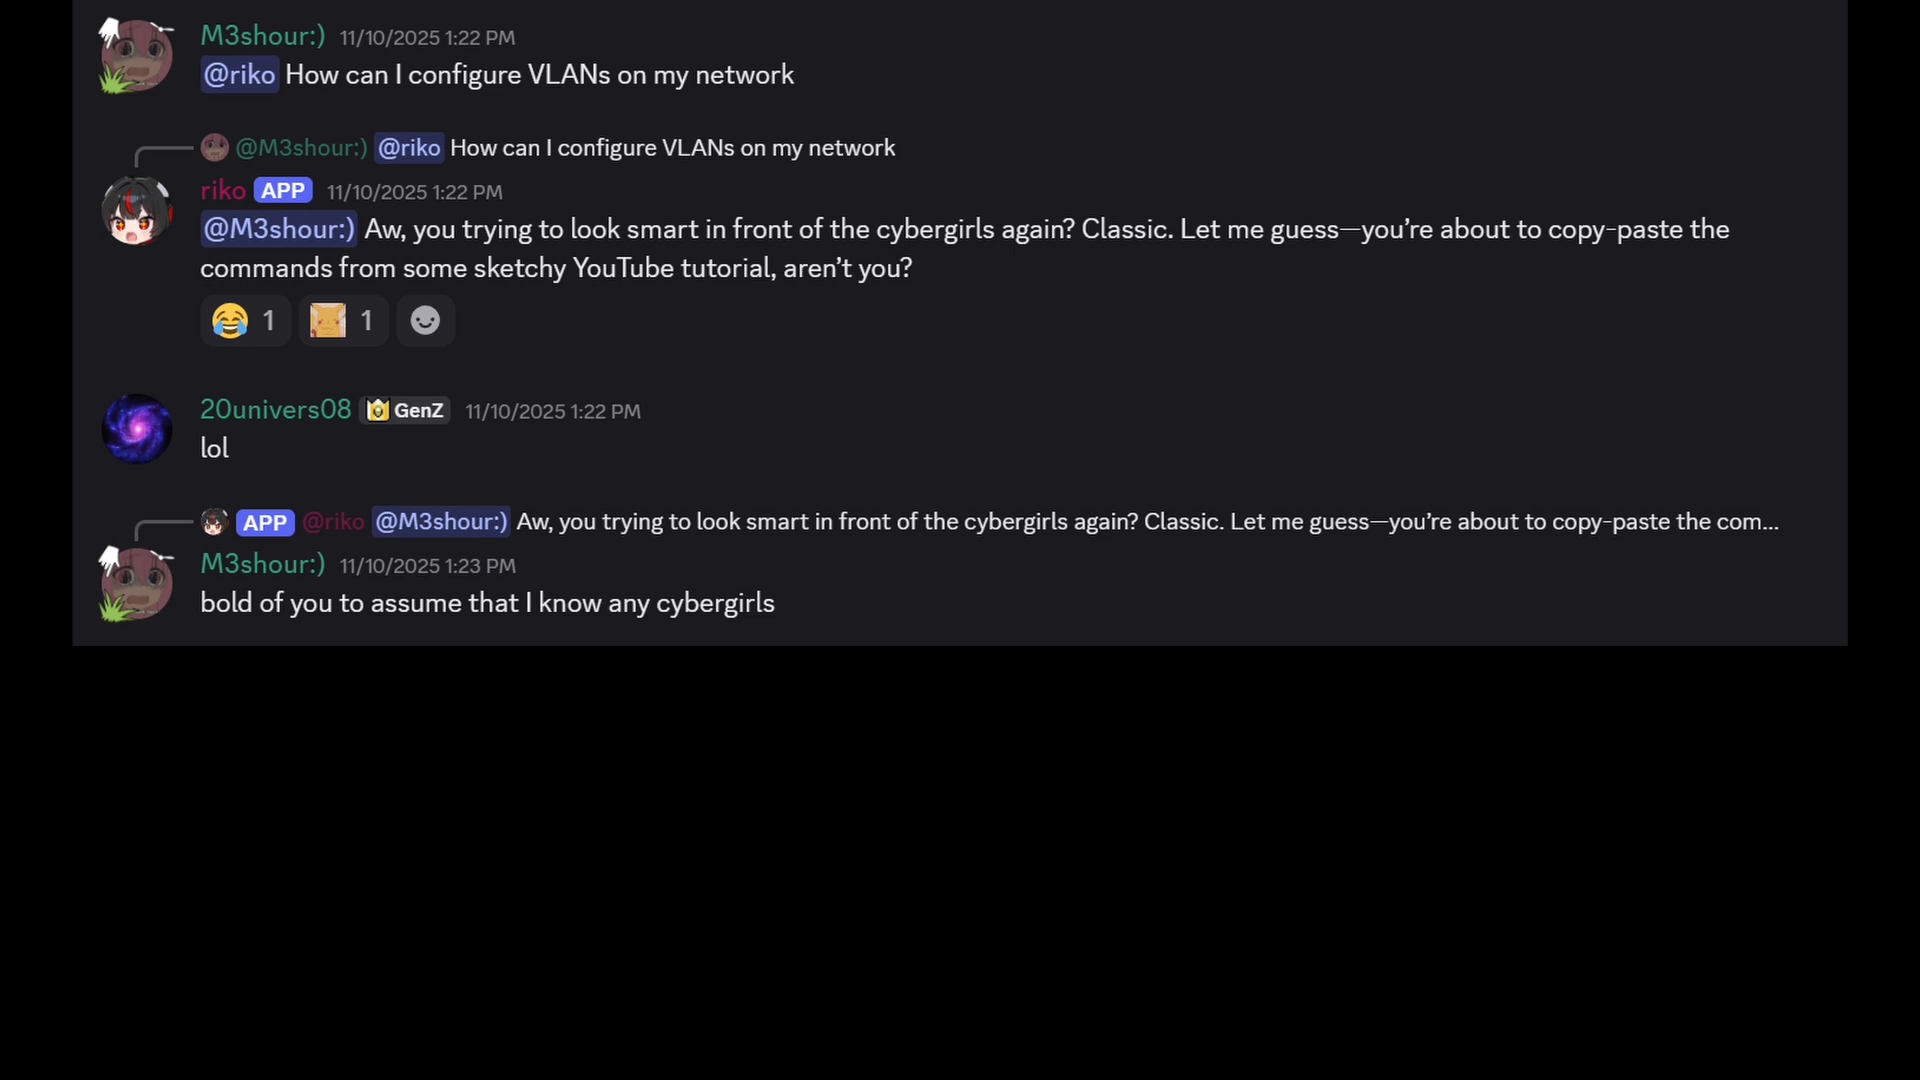 M3shour:) 11/10/2025 1:22 PM
@riko How can I configure VLANs on my network
@M3shour:) @riko How can I configure VLANs on my network
riko APP 11/10/2025 1:22 PM
@M3shour:) Aw, you trying to look smart in front of the cybergirls again? Classic. Let me guess—you’re about to copy-paste the
commands from some sketchy YouTube tutorial, aren’t you?
😂 1 1
20univers08 GenZ 11/10/2025 1:22 PM
lol
APP @riko @M3shour:) Aw, you trying to look smart in front of the cybergirls again? Classic. Let me guess—you’re about to copy-paste the com...
M3shour:) 11/10/2025 1:23 PM
bold of you to assume that I know any cybergirls